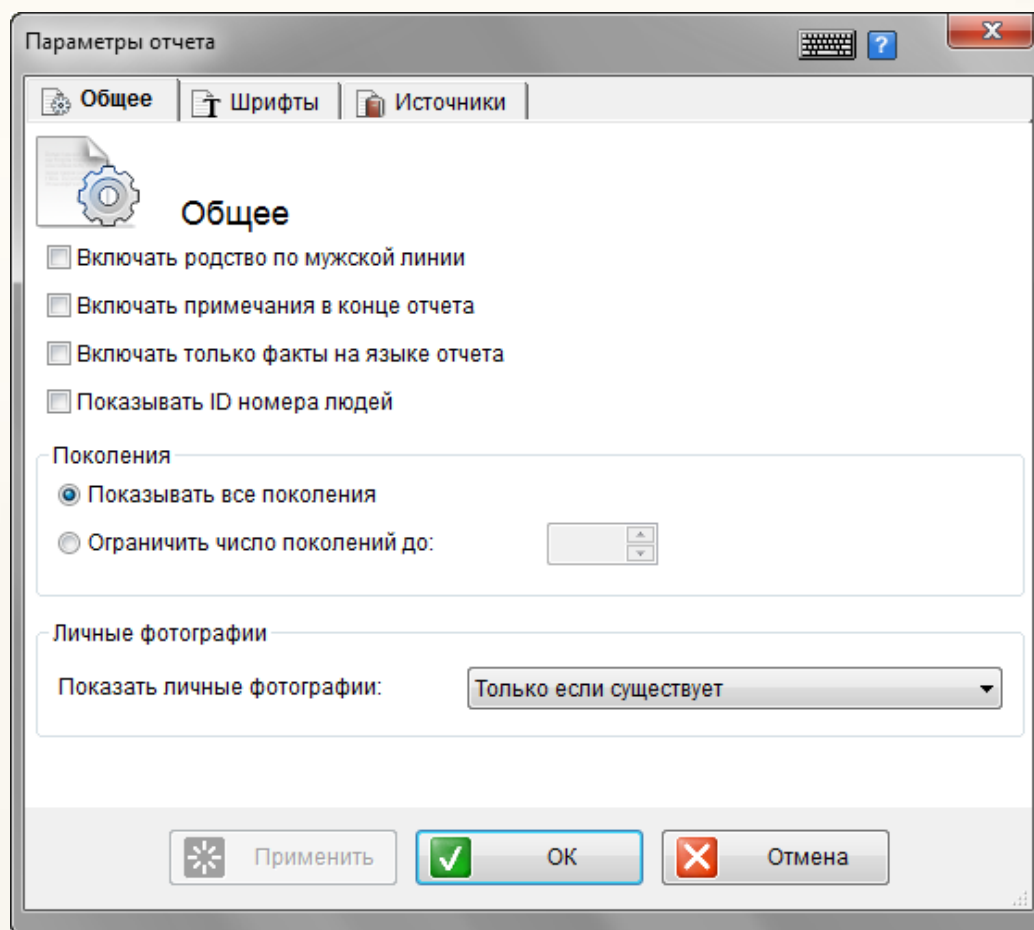 Параметры отчета
?
Общее
Шрифты
Источники
Общее
Включать родство по мужской линии
Включать примечания в конце отчета
Включать только факты на языке отчета
Показывать ID номера людей
Поколения
Показывать все поколения
Ограничить число поколений до:
Личные фотографии
Показать личные фотографии:
Только если существует
Применить
OK
Отмена